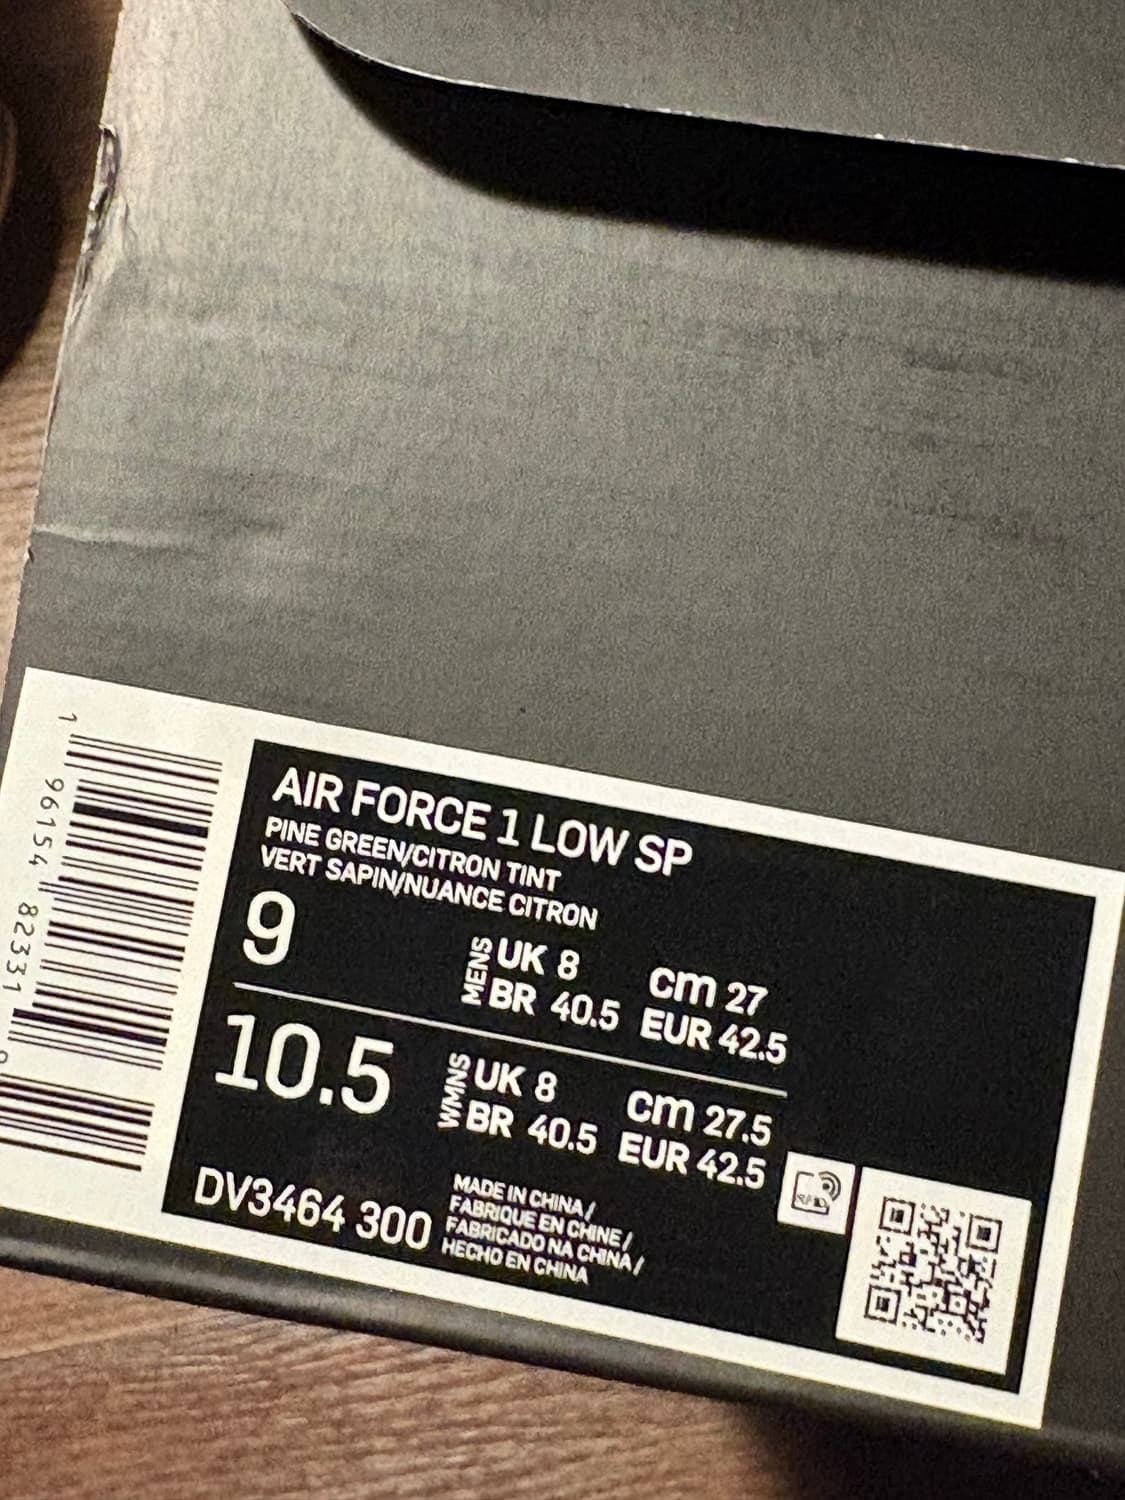 AIR FORCE 1 LOW SP
PINE GREEN/CITRON TINT
VERT SAPIN/NUANCE CITRON
9
MENS
UK 8 cm 27
BR 40.5 EUR 42.5
10.5
WMNS
UK 8 cm 27.5
BR 40.5 EUR 42.5
DV3464 300
MADE IN CHINA/
FABRIQUE EN CHINE/
FABRICADO NA CHINA/
HECHO EN CHINA
RFID
1 96154 82331